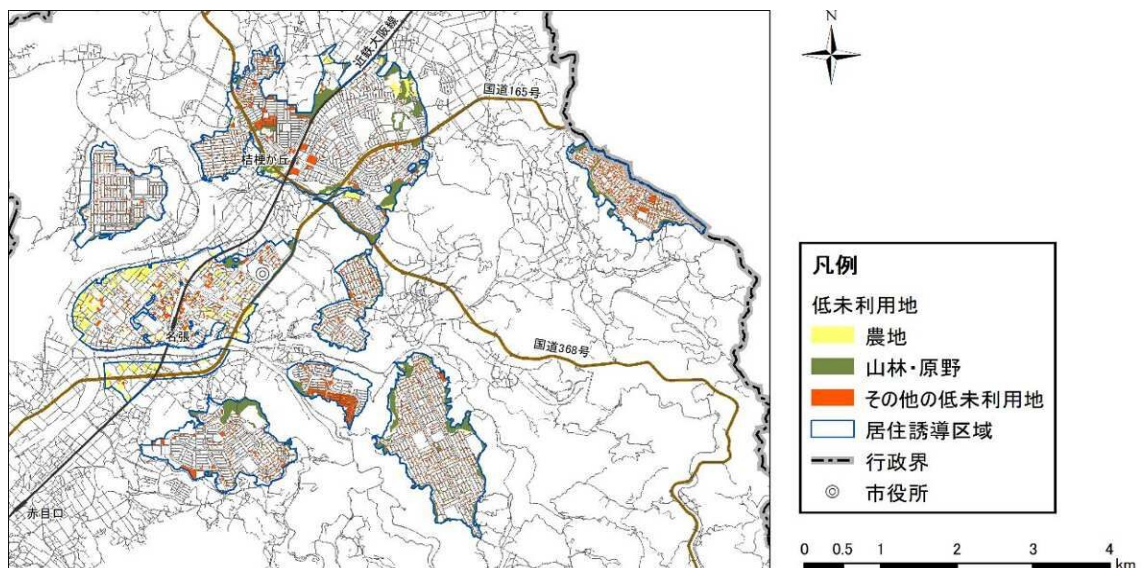 N
近鉄大阪線
国道165号
桔梗が丘
名張
国道368号
赤目口
凡例
低未利用地
農地
山林・原野
その他の低未利用地
居住誘導区域
行政界
市役所
0 0.5 1 2 3 4
km